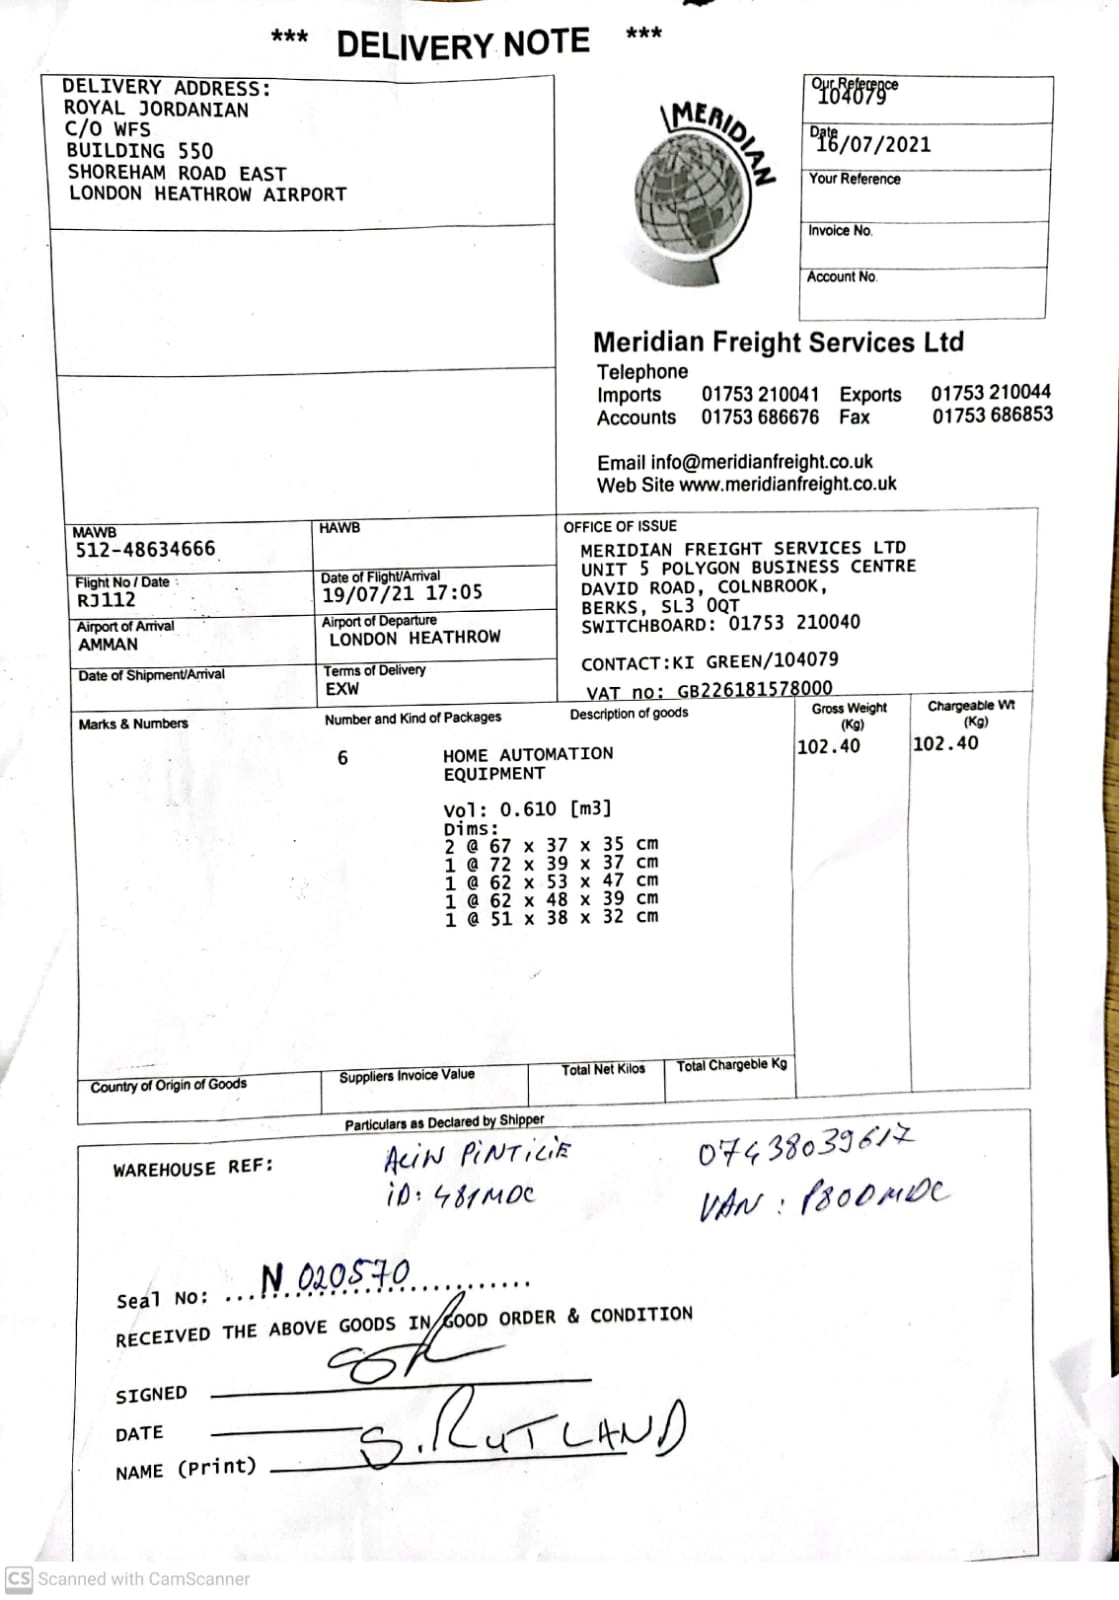 *** DELIVERY NOTE ***
DELIVERY ADDRESS:
ROYAL JORDANIAN
C/O WFS
BUILDING 550
SHOREHAM ROAD EAST
LONDON HEATHROW AIRPORT
MERIDIAN
Our Reference
104079
Date
16/07/2021
Your Reference
Invoice No.
Account No.
Meridian Freight Services Ltd
Telephone
Imports 01753 210041 Exports 01753 210044
Accounts 01753 686676 Fax 01753 686853
Email info@meridianfreight.co.uk
Web Site www.meridianfreight.co.uk
MAWB
512-48634666
HAWB
Flight No / Date :
RJ112
Date of Flight/Arrival
19/07/21 17:05
Airport of Arrival
AMMAN
Airport of Departure
LONDON HEATHROW
Date of Shipment/Arrival
Terms of Delivery
EXW
OFFICE OF ISSUE
MERIDIAN FREIGHT SERVICES LTD
UNIT 5 POLYGON BUSINESS CENTRE
DAVID ROAD, COLNBROOK,
BERKS, SL3 0QT
SWITCHBOARD: 01753 210040
CONTACT:KI GREEN/104079
VAT no: GB226181578000
Marks & Numbers
Number and Kind of Packages
Description of goods
Gross Weight
(Kg)
Chargeable Wt
(Kg)
6 HOME AUTOMATION
EQUIPMENT
102.40 102.40
Vol: 0.610 [m3]
Dims:
2 @ 67 x 37 x 35 cm
1 @ 72 x 39 x 37 cm
1 @ 62 x 53 x 47 cm
1 @ 62 x 48 x 39 cm
1 @ 51 x 38 x 32 cm
Country of Origin of Goods
Suppliers Invoice Value
Total Net Kilos
Total Chargeble Kg
Particulars as Declared by Shipper
WAREHOUSE REF:
ALIN PINTILIE 07438039617
ID: 481MDC VAN: P800MDC
Seal No: ...N 020570..............
RECEIVED THE ABOVE GOODS IN GOOD ORDER & CONDITION
SIGNED
DATE
NAME (Print) S. RUTLAND
CS Scanned with CamScanner